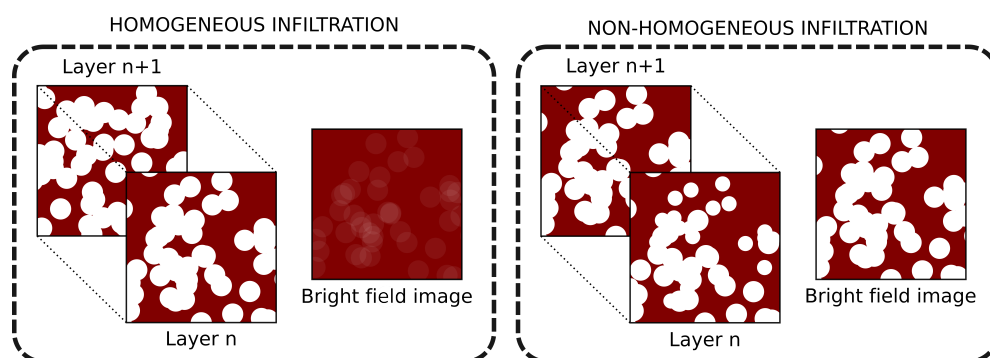 HOMOGENEOUS INFILTRATION
Layer n+1
Bright field image
Layer n
NON-HOMOGENEOUS INFILTRATION
Layer n+1
Bright field image
Layer n